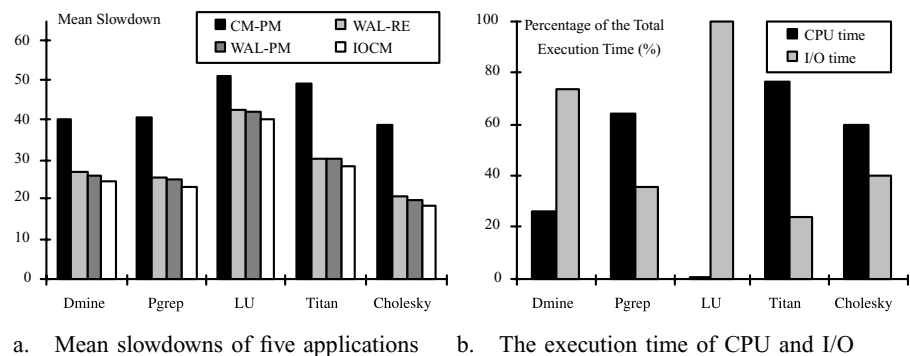 Mean Slowdown
CM-PM
WAL-RE
WAL-PM
IOCM
60
50
40
30
20
10
0
Dmine Pgrep LU Titan Cholesky
a. Mean slowdowns of five applications
100
80
60
40
20
0
Percentage of the Total
Execution Time (%)
CPU time
I/O time
Dmine Pgrep LU Titan Cholesky
b. The execution time of CPU and I/O